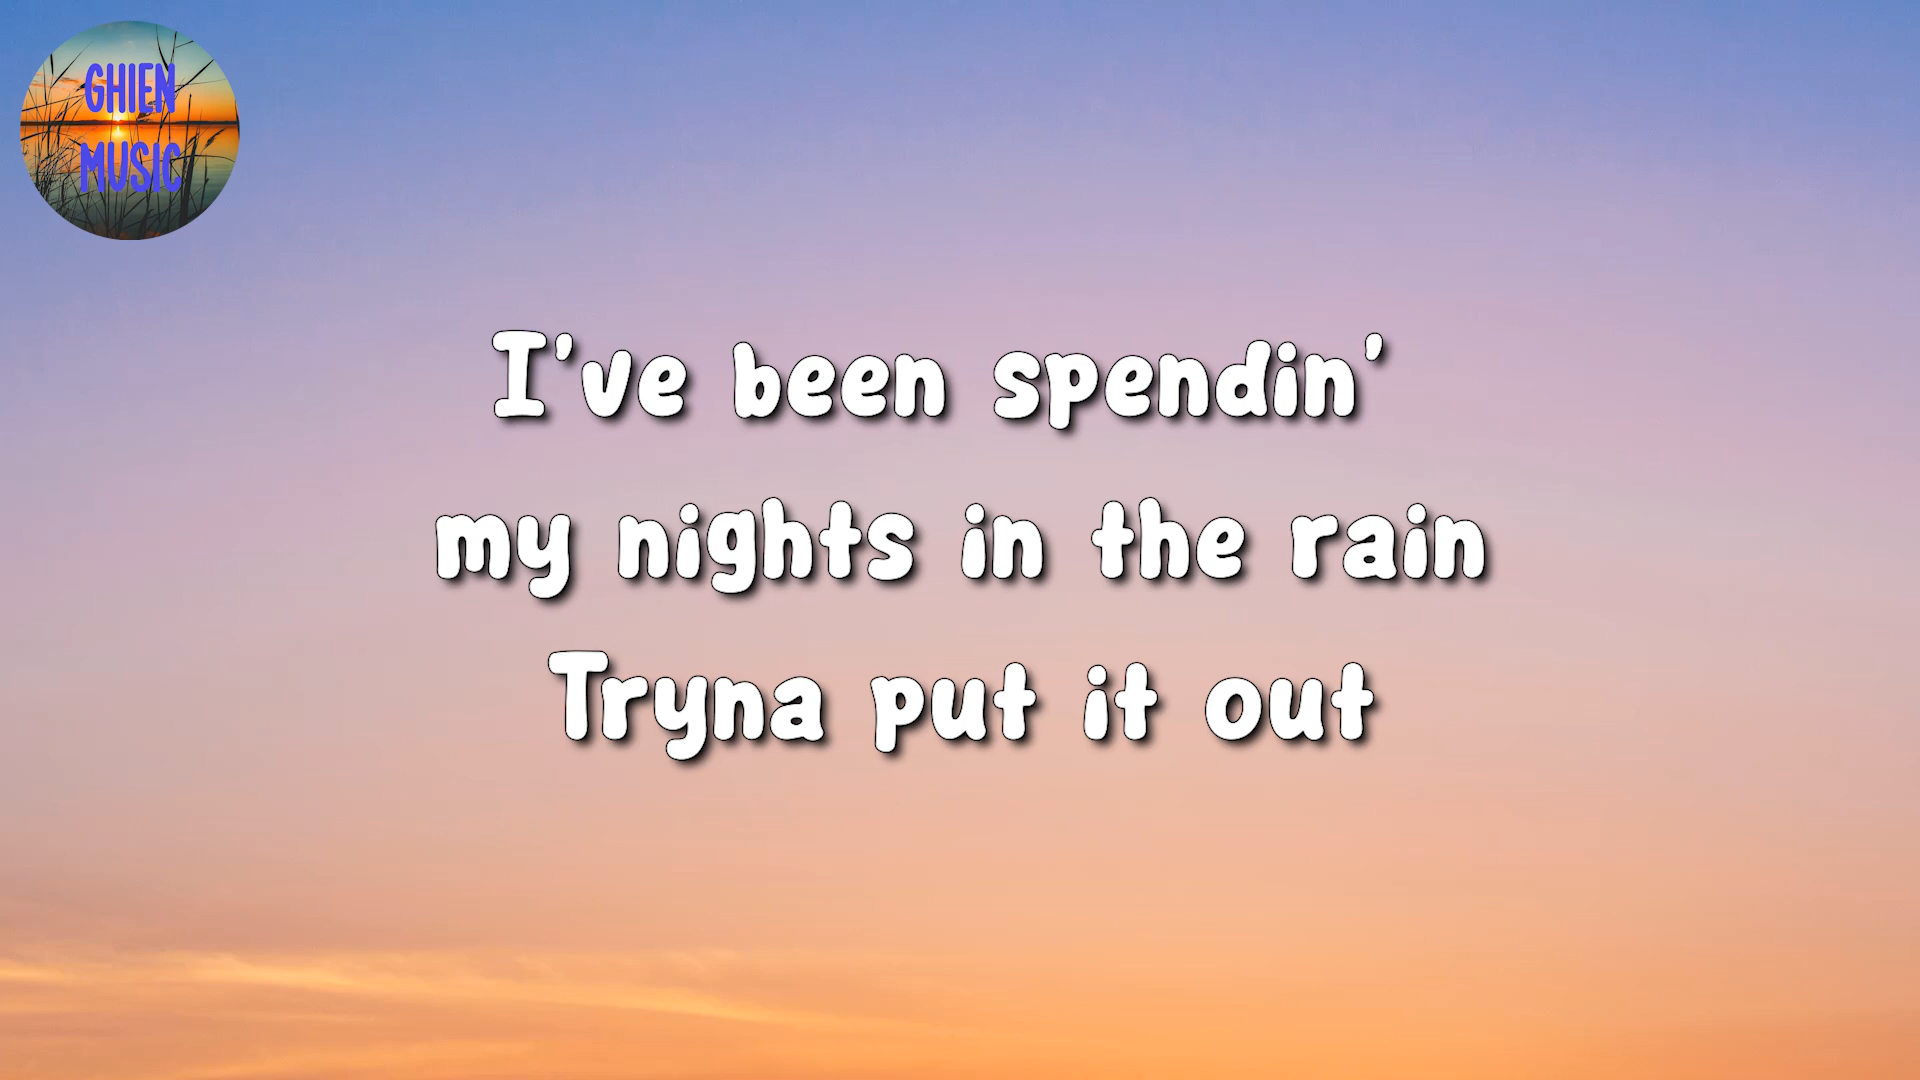 GHIEN
MUSIC
I've been spendin'
my nights in the rain
Tryna put it out